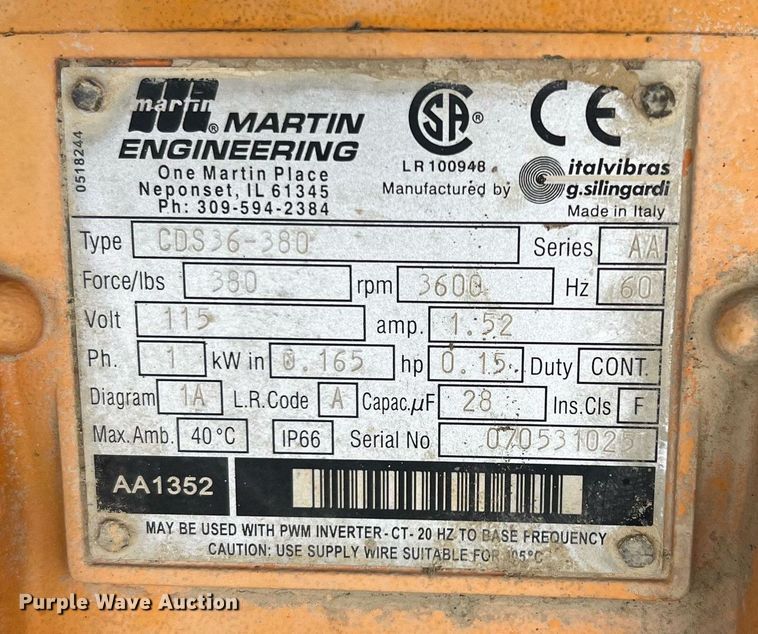 martin
® MARTIN
ENGINEERING
One Martin Place
Neponset, IL 61345
Ph: 309-594-2384
0518244
CSA ®
LR100948
CE
Manufactured by italvibras
g.silingardi
Made in Italy
Type CDS36-380 Series AA
Force/lbs 380 rpm 3600 Hz 60
Volt 115 amp. 1.52
Ph. 1 kW in 0.165 hp 0.15 Duty CONT.
Diagram 1A L.R.Code A Capac.µF 28 Ins.Cls F
Max.Amb. 40°C IP66 Serial No 070531025
AA1352
MAY BE USED WITH PWM INVERTER-CT- 20 HZ TO BASE FREQUENCY
CAUTION: USE SUPPLY WIRE SUITABLE FOR 105°C
Purple Wave Auction